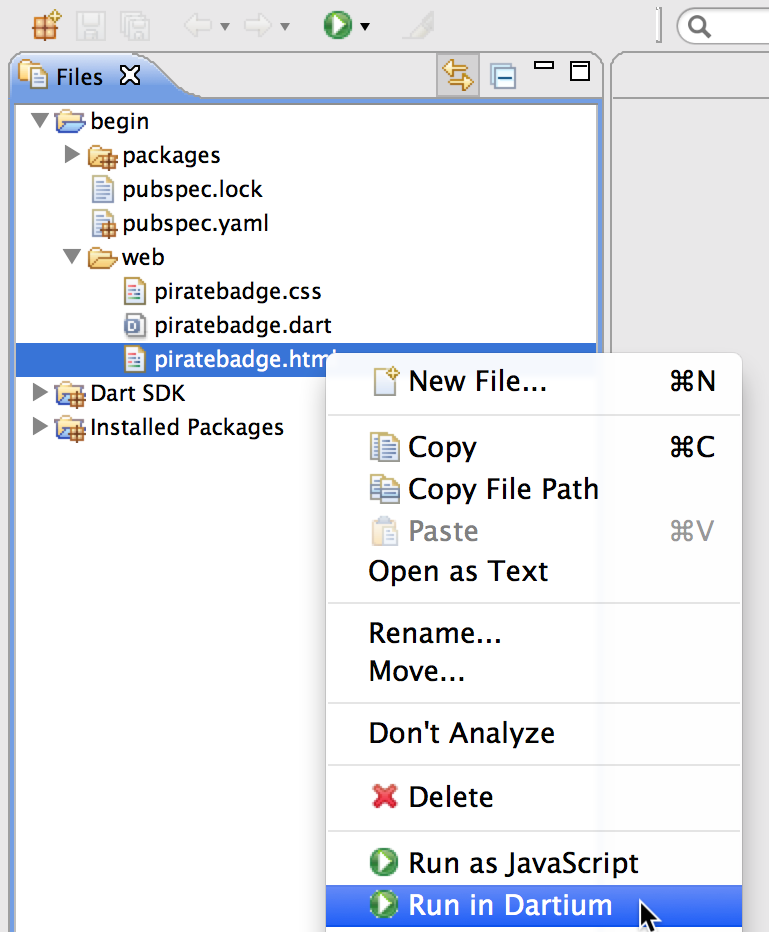 Files
begin
packages
pubspec.lock
pubspec.yaml
web
piratebadge.css
piratebadge.dart
piratebadge.html
Dart SDK
Installed Packages
New File... ⌘N
Copy ⌘C
Copy File Path
Paste ⌘V
Open as Text
Rename...
Move...
Don't Analyze
Delete
Run as JavaScript
Run in Dartium